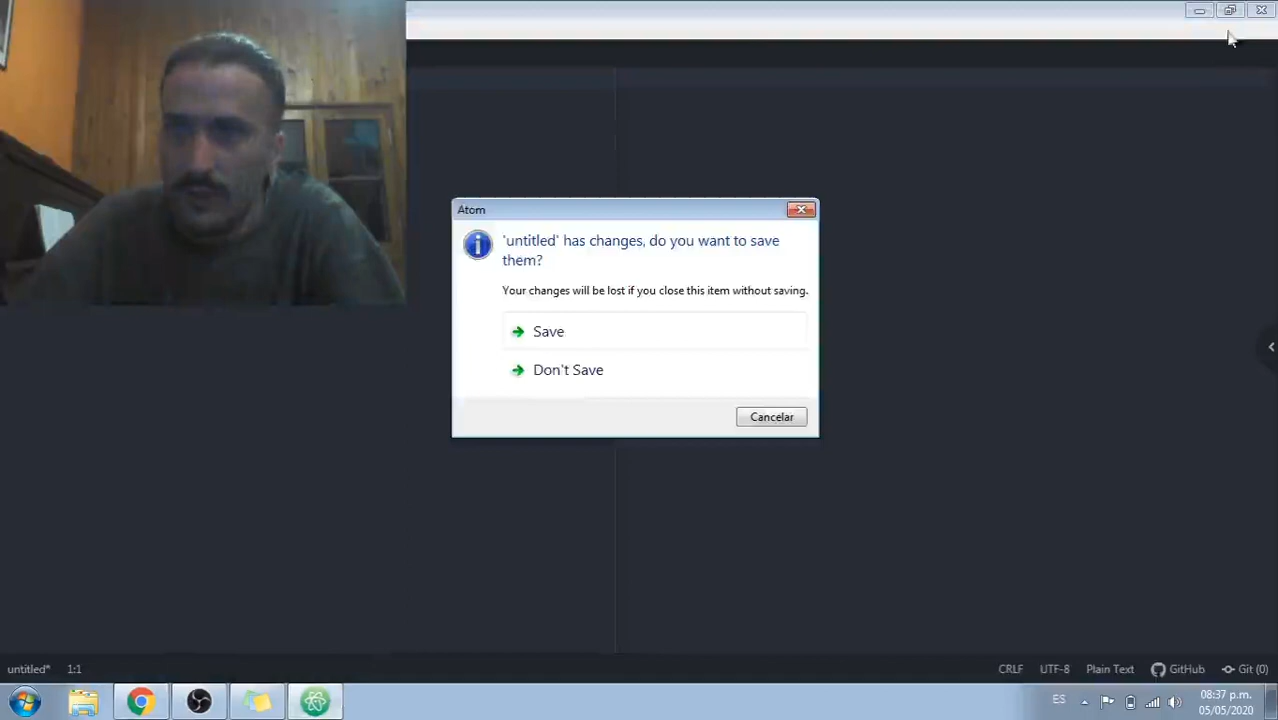 Atom
'untitled' has changes, do you want to save
them?
Your changes will be lost if you close this item without saving.
Save
Don't Save
Cancelar
untitled* 1:1 CRLF UTF-8 Plain Text GitHub Git (0)
ES 08:37 p.m.
05/05/2020